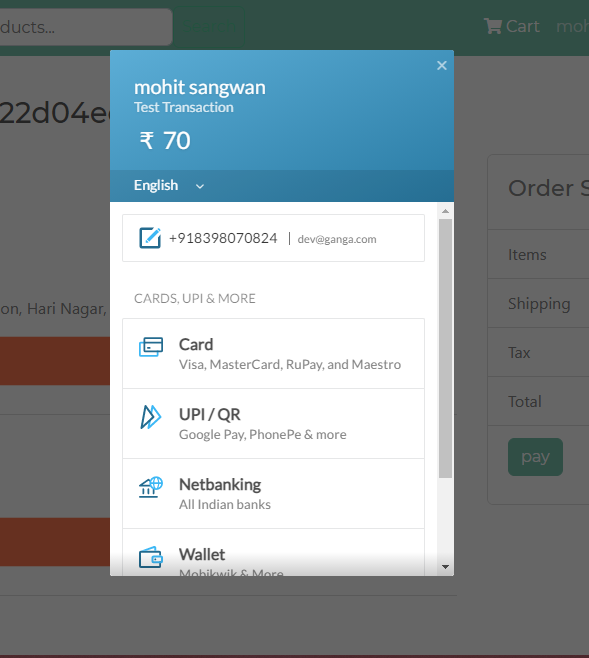 ducts...
Cart moh
22d04e
mohit sangwan
Test Transaction
₹ 70
English
+918398070824 | dev@ganga.com
CARDS, UPI & MORE
Card
Visa, MasterCard, RuPay, and Maestro
UPI / QR
Google Pay, PhonePe & more
Netbanking
All Indian banks
Wallet
Mobikwik & More
on, Hari Nagar,
Order S
Items
Shipping
Tax
Total
pay